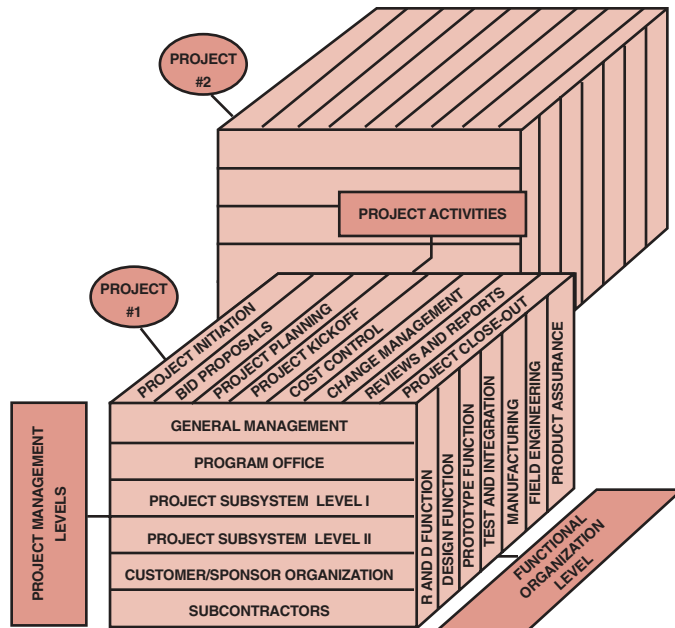 PROJECT
#2
PROJECT ACTIVITIES
PROJECT
#1
PROJECT INITIATION
BID PROPOSALS
PROJECT PLANNING
PROJECT KICKOFF
COST CONTROL
CHANGE MANAGEMENT
REVIEWS AND REPORTS
PROJECT CLOSE-OUT
PROJECT MANAGEMENT
LEVELS
GENERAL MANAGEMENT
PROGRAM OFFICE
PROJECT SUBSYSTEM LEVEL I
PROJECT SUBSYSTEM LEVEL II
CUSTOMER/SPONSOR ORGANIZATION
SUBCONTRACTORS
R AND D FUNCTION
DESIGN FUNCTION
PROTOTYPE FUNCTION
TEST AND INTEGRATION
MANUFACTURING
FIELD ENGINEERING
PRODUCT ASSURANCE
FUNCTIONAL
ORGANIZATION
LEVEL